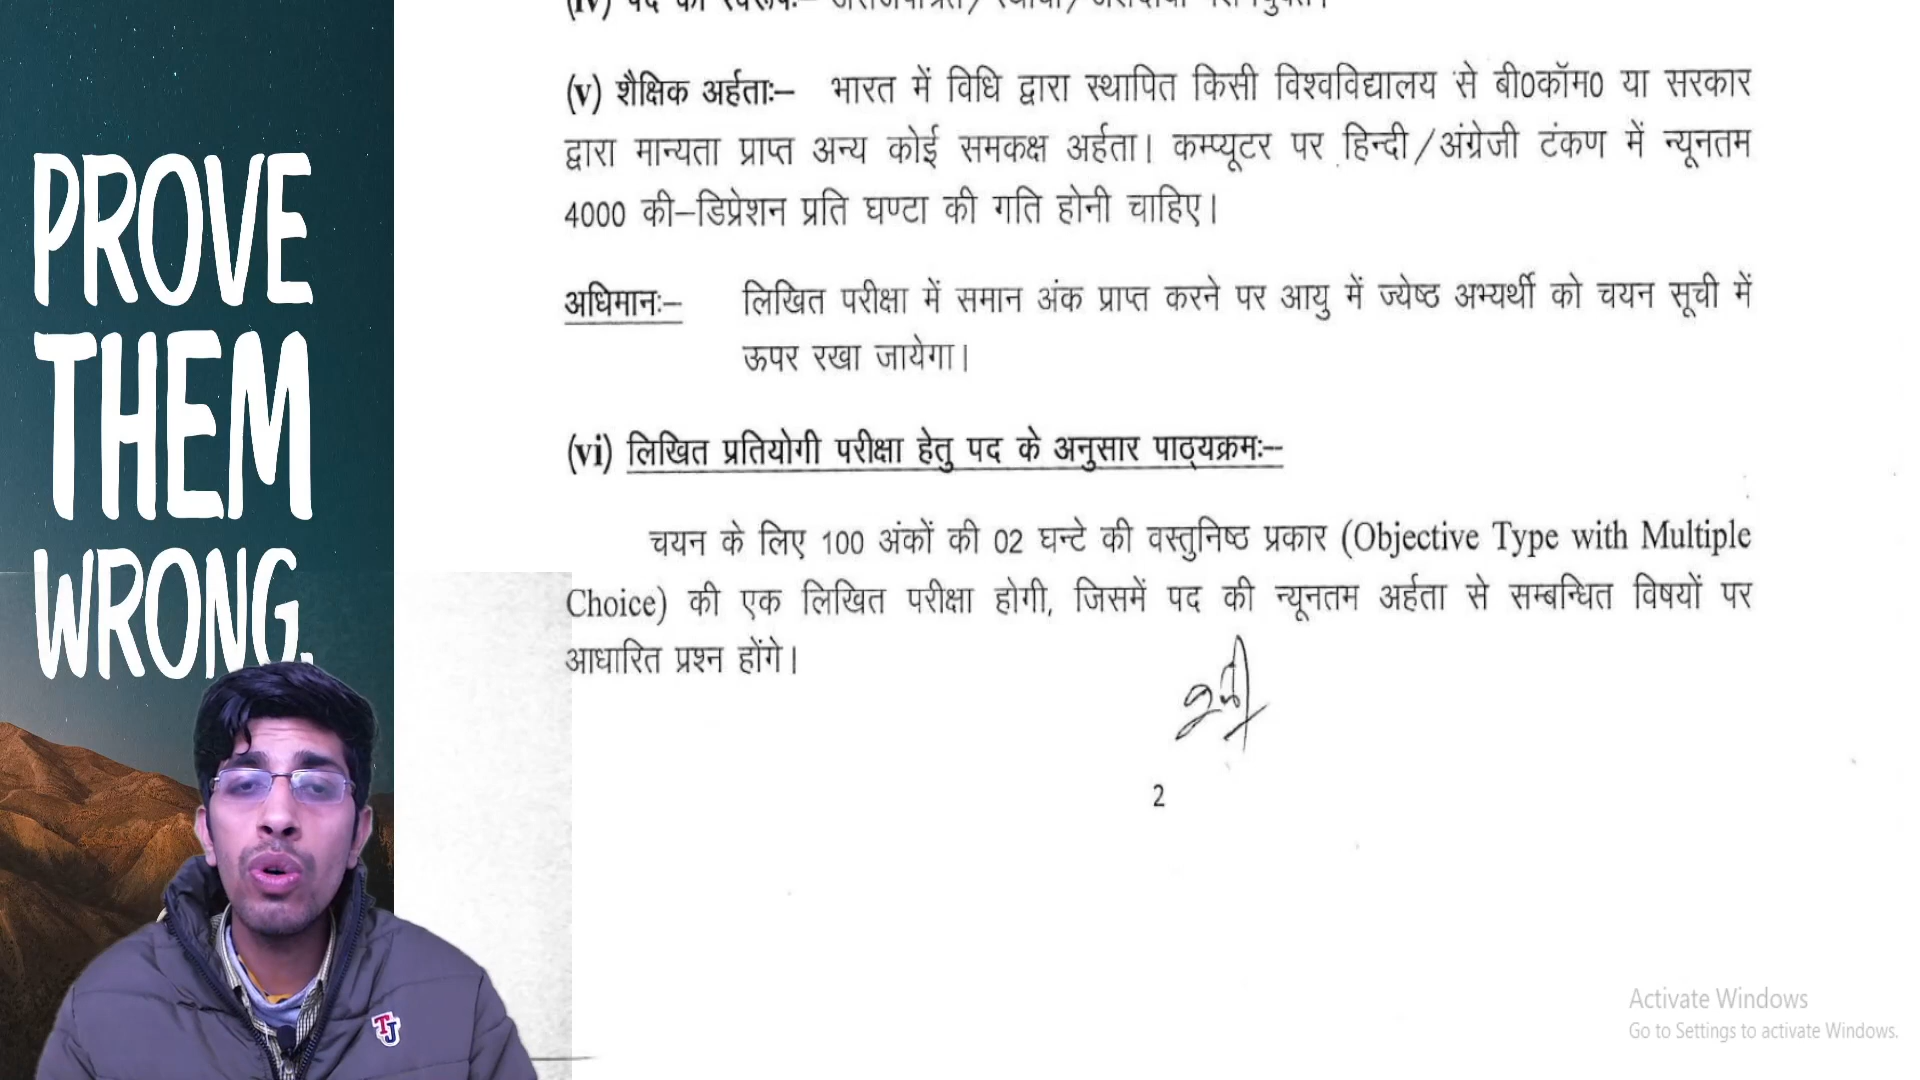 PROVE
THEM
WRONG.
(iv) पद का स्वरूपः–
(v) शैक्षिक अर्हताः– भारत में विधि द्वारा स्थापित किसी विश्वविद्यालय से बी0कॉम0 या सरकार
द्वारा मान्यता प्राप्त अन्य कोई समकक्ष अर्हता। कम्प्यूटर पर हिन्दी/अंग्रेजी टंकण में न्यूनतम
4000 की–डिप्रेशन प्रति घण्टा की गति होनी चाहिए।
अधिमानः– लिखित परीक्षा में समान अंक प्राप्त करने पर आयु में ज्येष्ठ अभ्यर्थी को चयन सूची में
ऊपर रखा जायेगा।
(vi) लिखित प्रतियोगी परीक्षा हेतु पद के अनुसार पाठ्यक्रमः–
चयन के लिए 100 अंकों की 02 घन्टे की वस्तुनिष्ठ प्रकार (Objective Type with Multiple
Choice) की एक लिखित परीक्षा होगी, जिसमें पद की न्यूनतम अर्हता से सम्बन्धित विषयों पर
आधारित प्रश्न होंगे।
2
TJ
Activate Windows
Go to Settings to activate Windows.